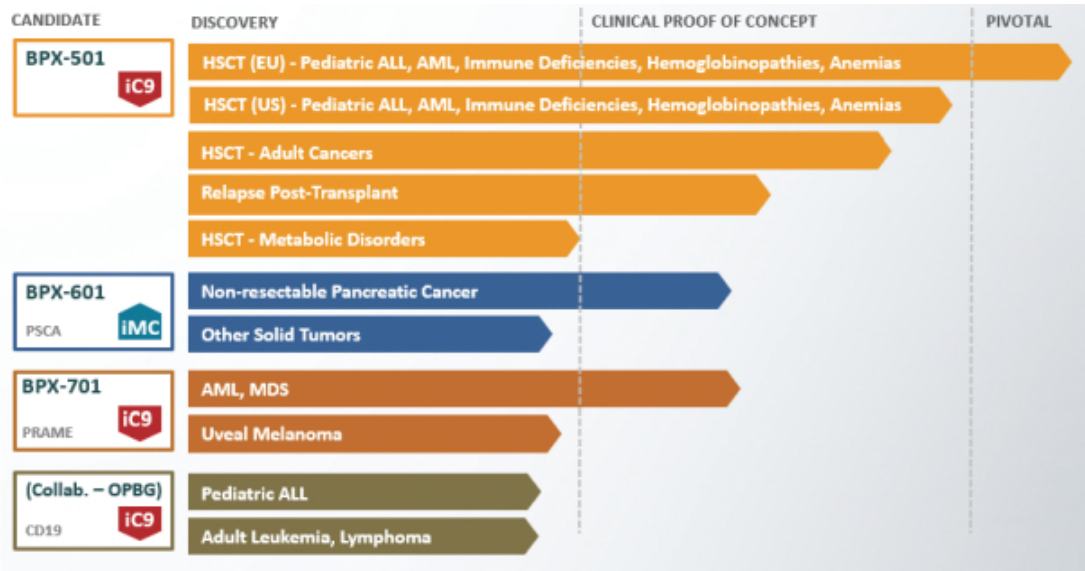 CANDIDATE DISCOVERY CLINICAL PROOF OF CONCEPT PIVOTAL
BPX-501
iC9
HSCT (EU) - Pediatric ALL, AML, Immune Deficiencies, Hemoglobinopathies, Anemias
HSCT (US) - Pediatric ALL, AML, Immune Deficiencies, Hemoglobinopathies, Anemias
HSCT - Adult Cancers
Relapse Post-Transplant
HSCT - Metabolic Disorders
BPX-601
PSCA
iMC
Non-resectable Pancreatic Cancer
Other Solid Tumors
BPX-701
PRAME
iC9
AML, MDS
Uveal Melanoma
(Collab. – OPBG)
CD19
iC9
Pediatric ALL
Adult Leukemia, Lymphoma